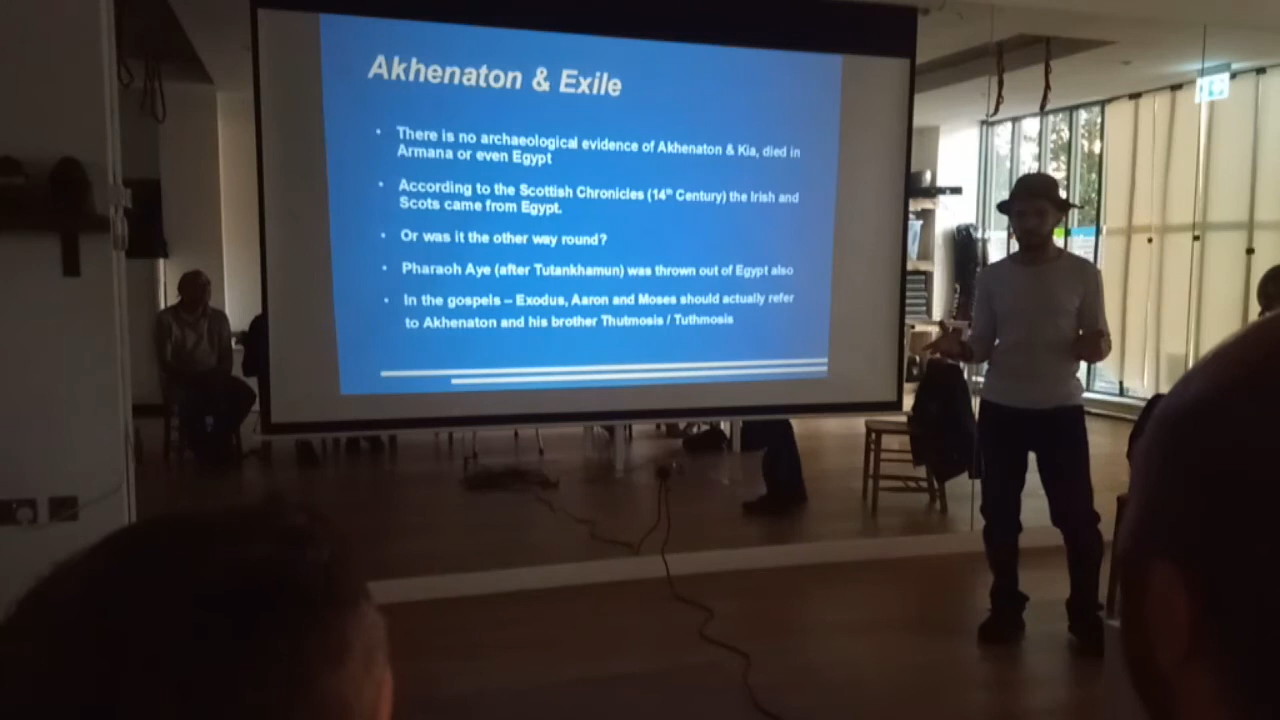 Akhenaton & Exile
• There is no archaeological evidence of Akhenaton & Kia, died in
Armana or even Egypt
• According to the Scottish Chronicles (14th Century) the Irish and
Scots came from Egypt.
• Or was it the other way round?
• Pharaoh Aye (after Tutankhamun) was thrown out of Egypt also
• In the gospels – Exodus, Aaron and Moses should actually refer
to Akhenaton and his brother Thutmosis / Tuthmosis